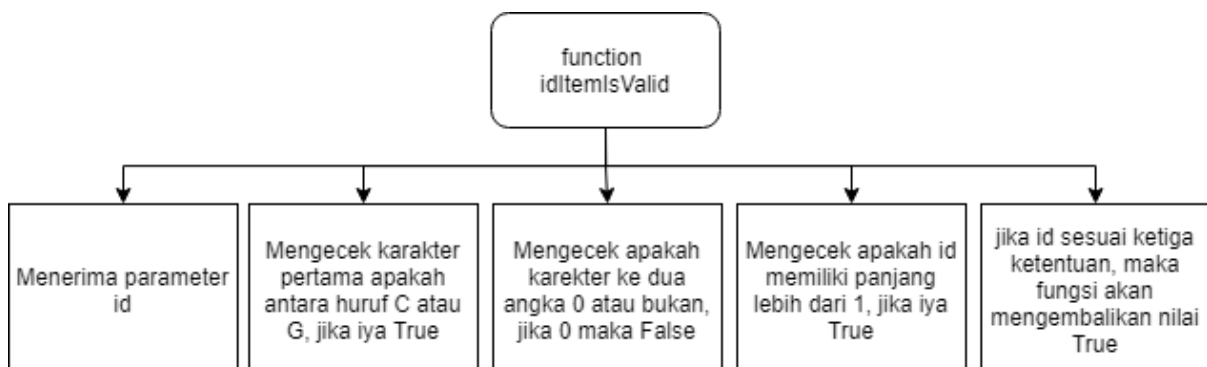 function
idItemIsValid
Menerima parameter
id
Mengecek karakter
pertama apakah
antara huruf C atau
G, jika iya True
Mengecek apakah
karekter ke dua
angka 0 atau bukan,
jika 0 maka False
Mengecek apakah id
memiliki panjang
lebih dari 1, jika iya
True
jika id sesuai ketiga
ketentuan, maka
fungsi akan
mengembalikan nilai
True